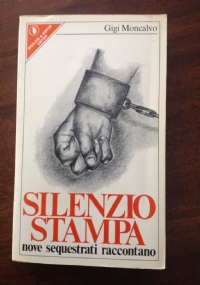 Gigi Moncalvo
SILENZIO
STAMPA
nove sequestrati raccontano